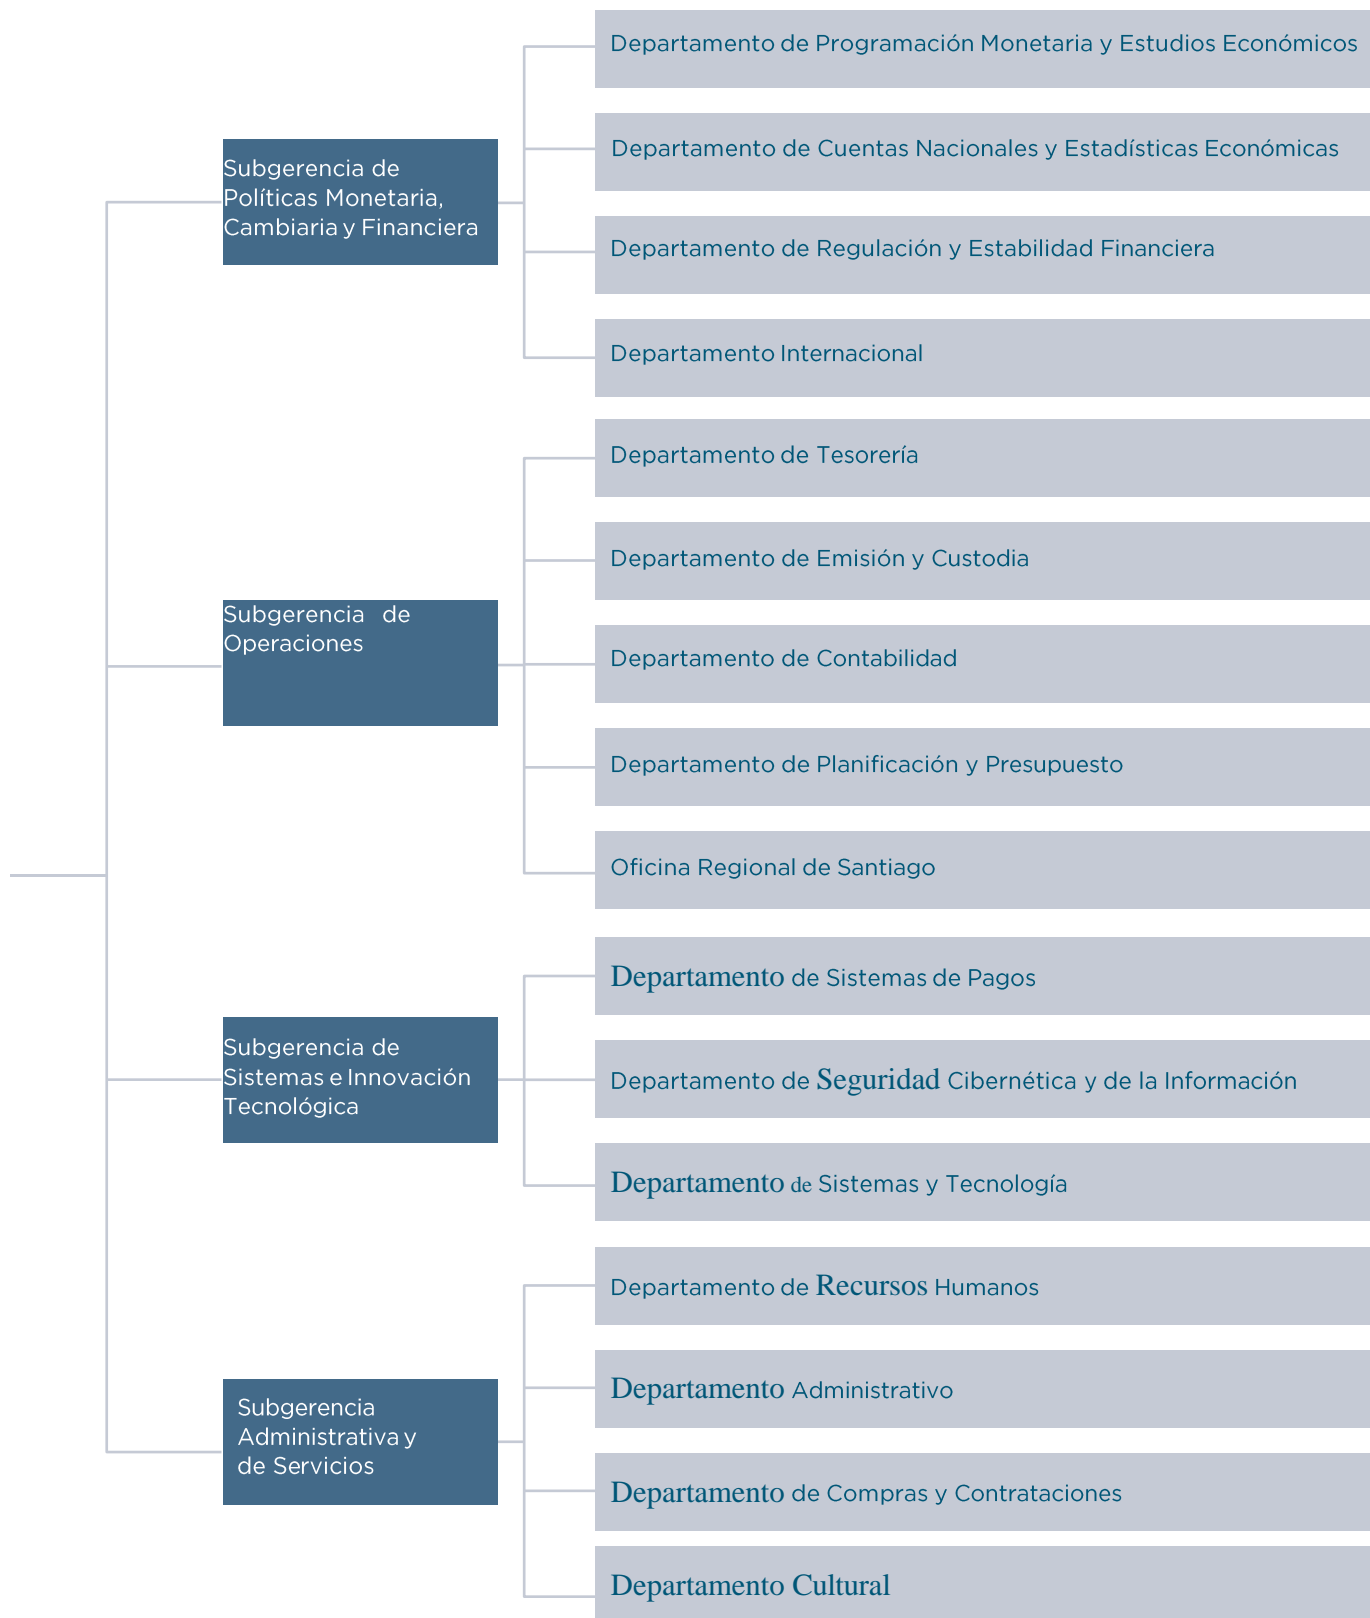 Departamento de Programación Monetaria y Estudios Económicos
Departamento de Cuentas Nacionales y Estadísticas Económicas
Subgerencia de
Políticas Monetaria,
Cambiaria y Financiera
Departamento de Regulación y Estabilidad Financiera
Departamento Internacional
Departamento de Tesorería
Departamento de Emisión y Custodia
Subgerencia de
Operaciones
Departamento de Contabilidad
Departamento de Planificación y Presupuesto
Oficina Regional de Santiago
Departamento de Sistemas de Pagos
Subgerencia de
Sistemas e Innovación
Tecnológica
Departamento de Seguridad Cibernética y de la Información
Departamento de Sistemas y Tecnología
Departamento de Recursos Humanos
Departamento Administrativo
Subgerencia
Administrativa y
de Servicios
Departamento de Compras y Contrataciones
Departamento Cultural